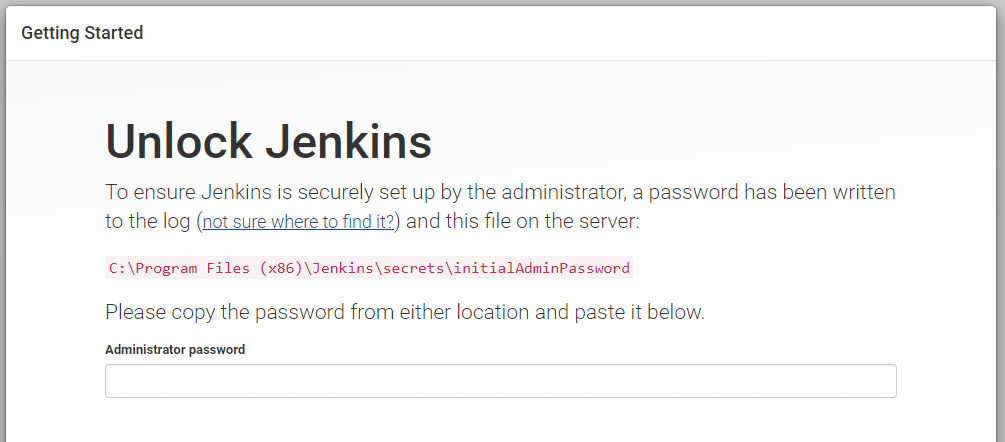 Getting Started
Unlock Jenkins
To ensure Jenkins is securely set up by the administrator, a password has been written
to the log (not sure where to find it?) and this file on the server:
C:\Program Files (x86)\Jenkins\secrets\initialAdminPassword
Please copy the password from either location and paste it below.
Administrator password